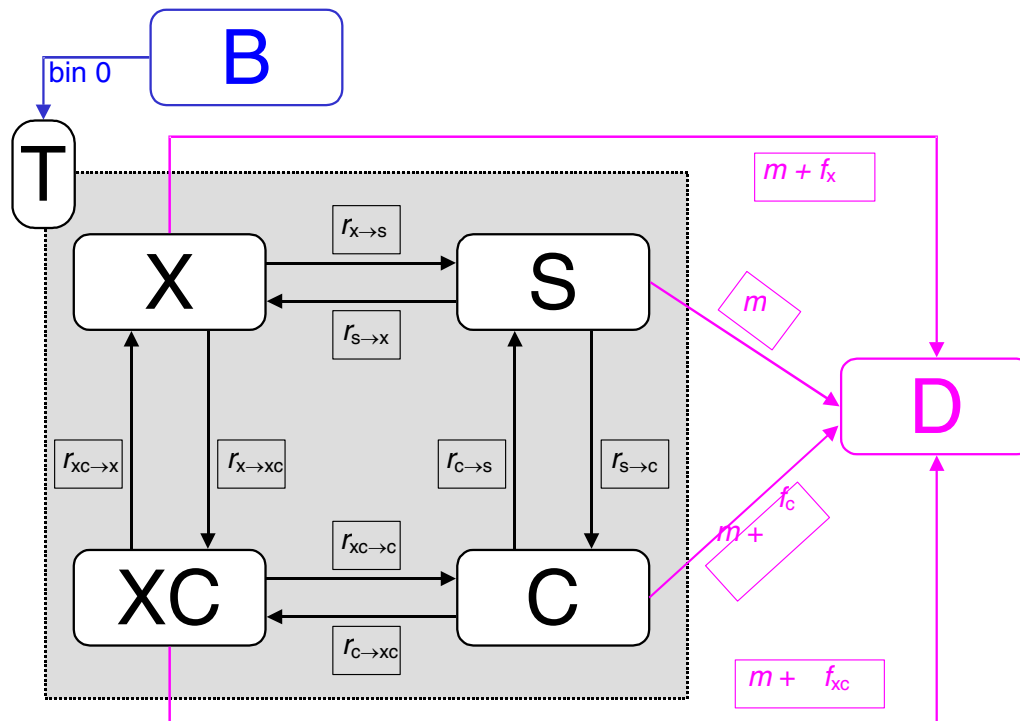 B
bin 0
T
m + fx
rx→s
X
S
m
rs→x
D
rxc→x
rx→xc
rc→s
rs→c
fc
m +
rxc→c
XC
C
rc→xc
m + fxc